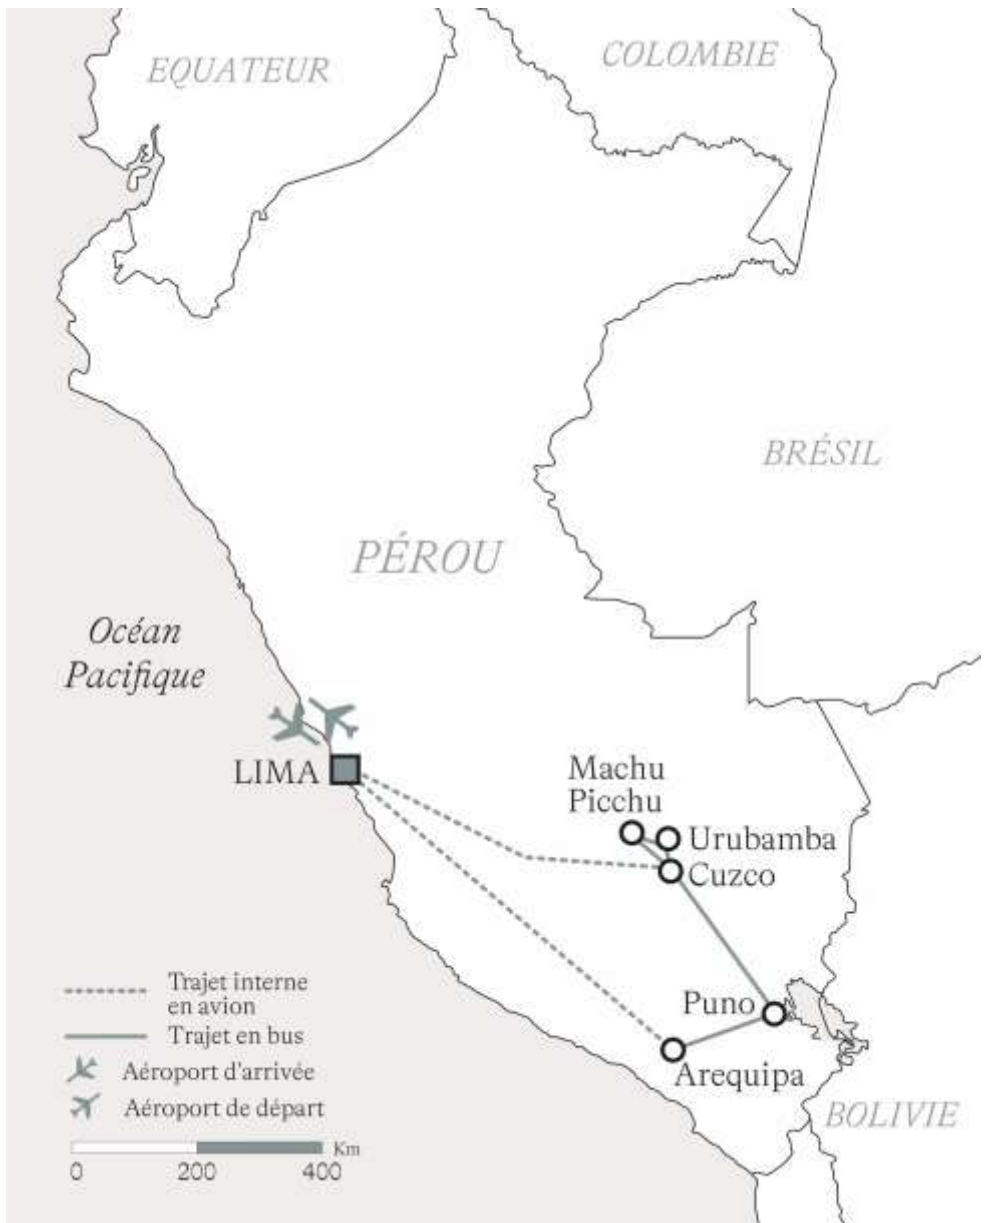 EQUATEUR
COLOMBIE
BRÉSIL
PÉROU
Océan
Pacifique
LIMA
Machu
Picchu
Urubamba
Cuzco
Puno
Arequipa
BOLIVIE
Trajet interne
en avion
Trajet en bus
Aéroport d'arrivée
Aéroport de départ
Km
0 200 400